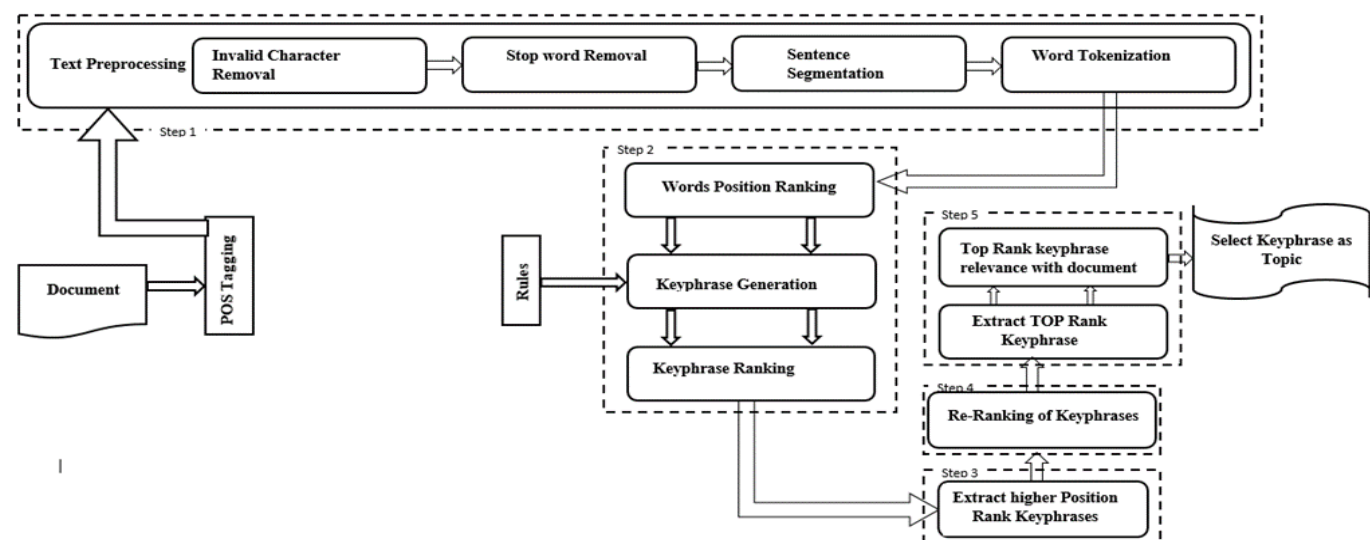 Text Preprocessing
Invalid Character
Removal
Stop word Removal
Sentence
Segmentation
Word Tokenization
Step 1
Document
POS Tagging
Step 2
Words Position Ranking
Rules
Keyphrase Generation
Keyphrase Ranking
Step 3
Extract higher Position
Rank Keyphrases
Step 4
Re-Ranking of Keyphrases
Step 5
Extract TOP Rank
Keyphrase
Top Rank keyphrase
relevance with document
Select Keyphrase as
Topic